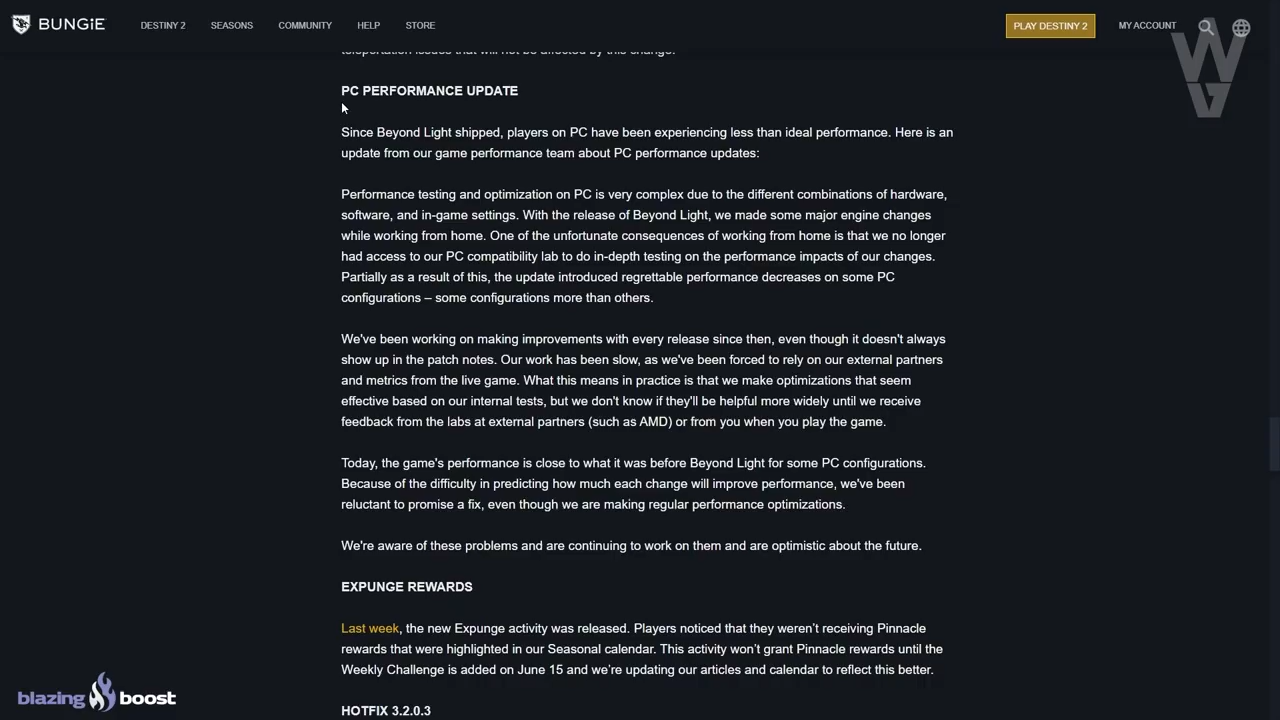 BUNGiE
DESTINY 2
SEASONS
COMMUNITY
HELP
STORE
PLAY DESTINY 2
MY ACCOUNT
W
G
teleportation issues that will not be affected by this change.
PC PERFORMANCE UPDATE
Since Beyond Light shipped, players on PC have been experiencing less than ideal performance. Here is an
update from our game performance team about PC performance updates:
Performance testing and optimization on PC is very complex due to the different combinations of hardware,
software, and in-game settings. With the release of Beyond Light, we made some major engine changes
while working from home. One of the unfortunate consequences of working from home is that we no longer
had access to our PC compatibility lab to do in-depth testing on the performance impacts of our changes.
Partially as a result of this, the update introduced regrettable performance decreases on some PC
configurations – some configurations more than others.
We've been working on making improvements with every release since then, even though it doesn't always
show up in the patch notes. Our work has been slow, as we've been forced to rely on our external partners
and metrics from the live game. What this means in practice is that we make optimizations that seem
effective based on our internal tests, but we don't know if they'll be helpful more widely until we receive
feedback from the labs at external partners (such as AMD) or from you when you play the game.
Today, the game's performance is close to what it was before Beyond Light for some PC configurations.
Because of the difficulty in predicting how much each change will improve performance, we've been
reluctant to promise a fix, even though we are making regular performance optimizations.
We're aware of these problems and are continuing to work on them and are optimistic about the future.
EXPUNGE REWARDS
Last week, the new Expunge activity was released. Players noticed that they weren’t receiving Pinnacle
rewards that were highlighted in our Seasonal calendar. This activity won’t grant Pinnacle rewards until the
Weekly Challenge is added on June 15 and we’re updating our articles and calendar to reflect this better.
blazing boost
HOTFIX 3.2.0.3